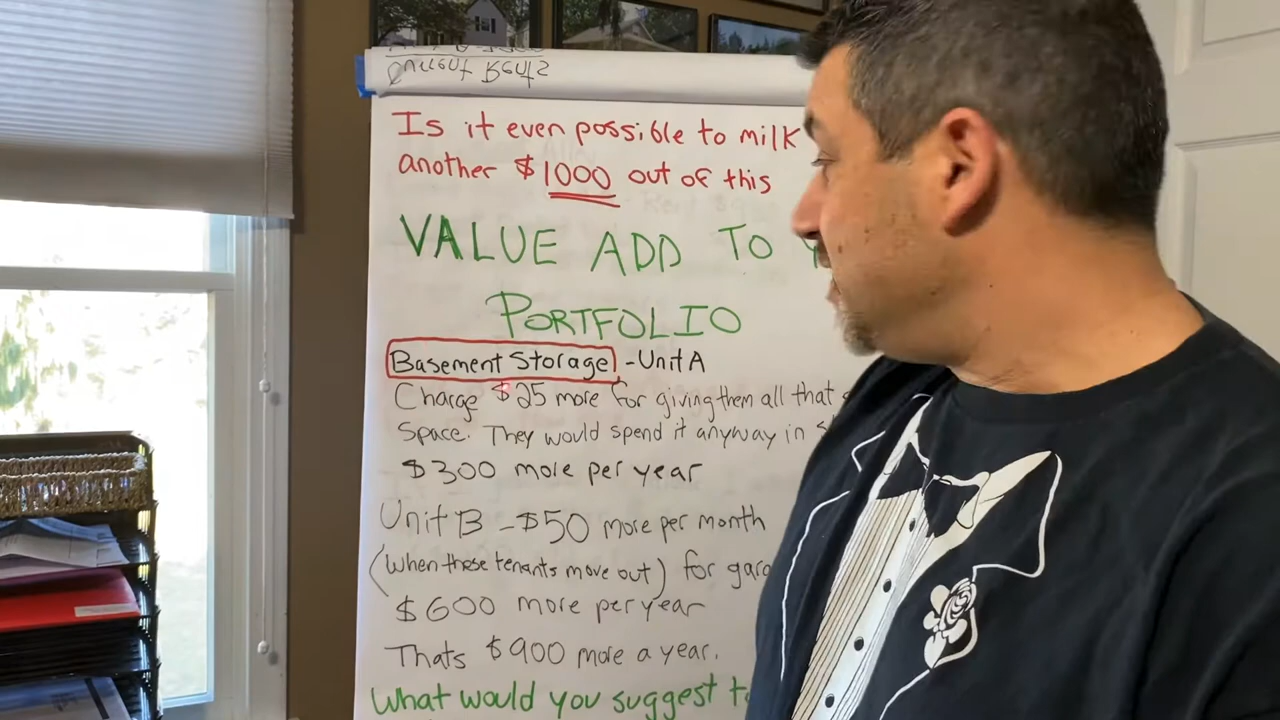 Current Rents
Is it even possible to milk
another $1000 out of this
VALUE ADD TO
PORTFOLIO
Basement Storage - Unit A
Charge $25 more for giving them all that
Space. They would spend it anyway in
$300 more per year
Unit B - $50 more per month
(When these tenants move out) for
$600 more per year
Thats $900 more a year.
What would you suggest